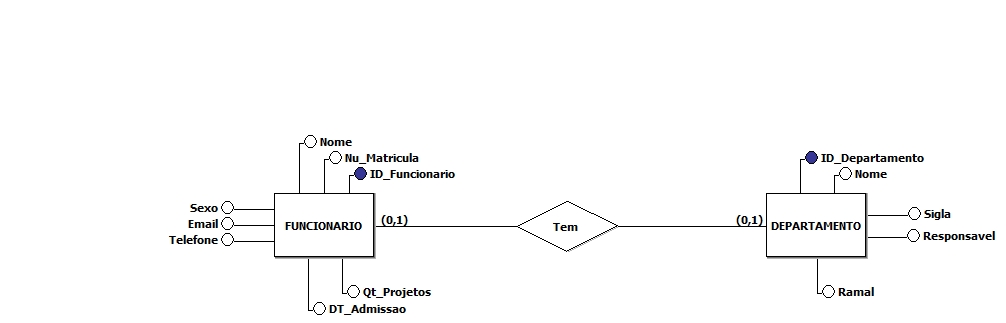 Nome
Nu_Matricula
ID_Funcionario
ID_Departamento
Nome
Sexo
Email
Telefone
FUNCIONARIO
(0,1)
Tem
(0,1)
DEPARTAMENTO
Sigla
Responsavel
Qt_Projetos
DT_Admissao
Ramal